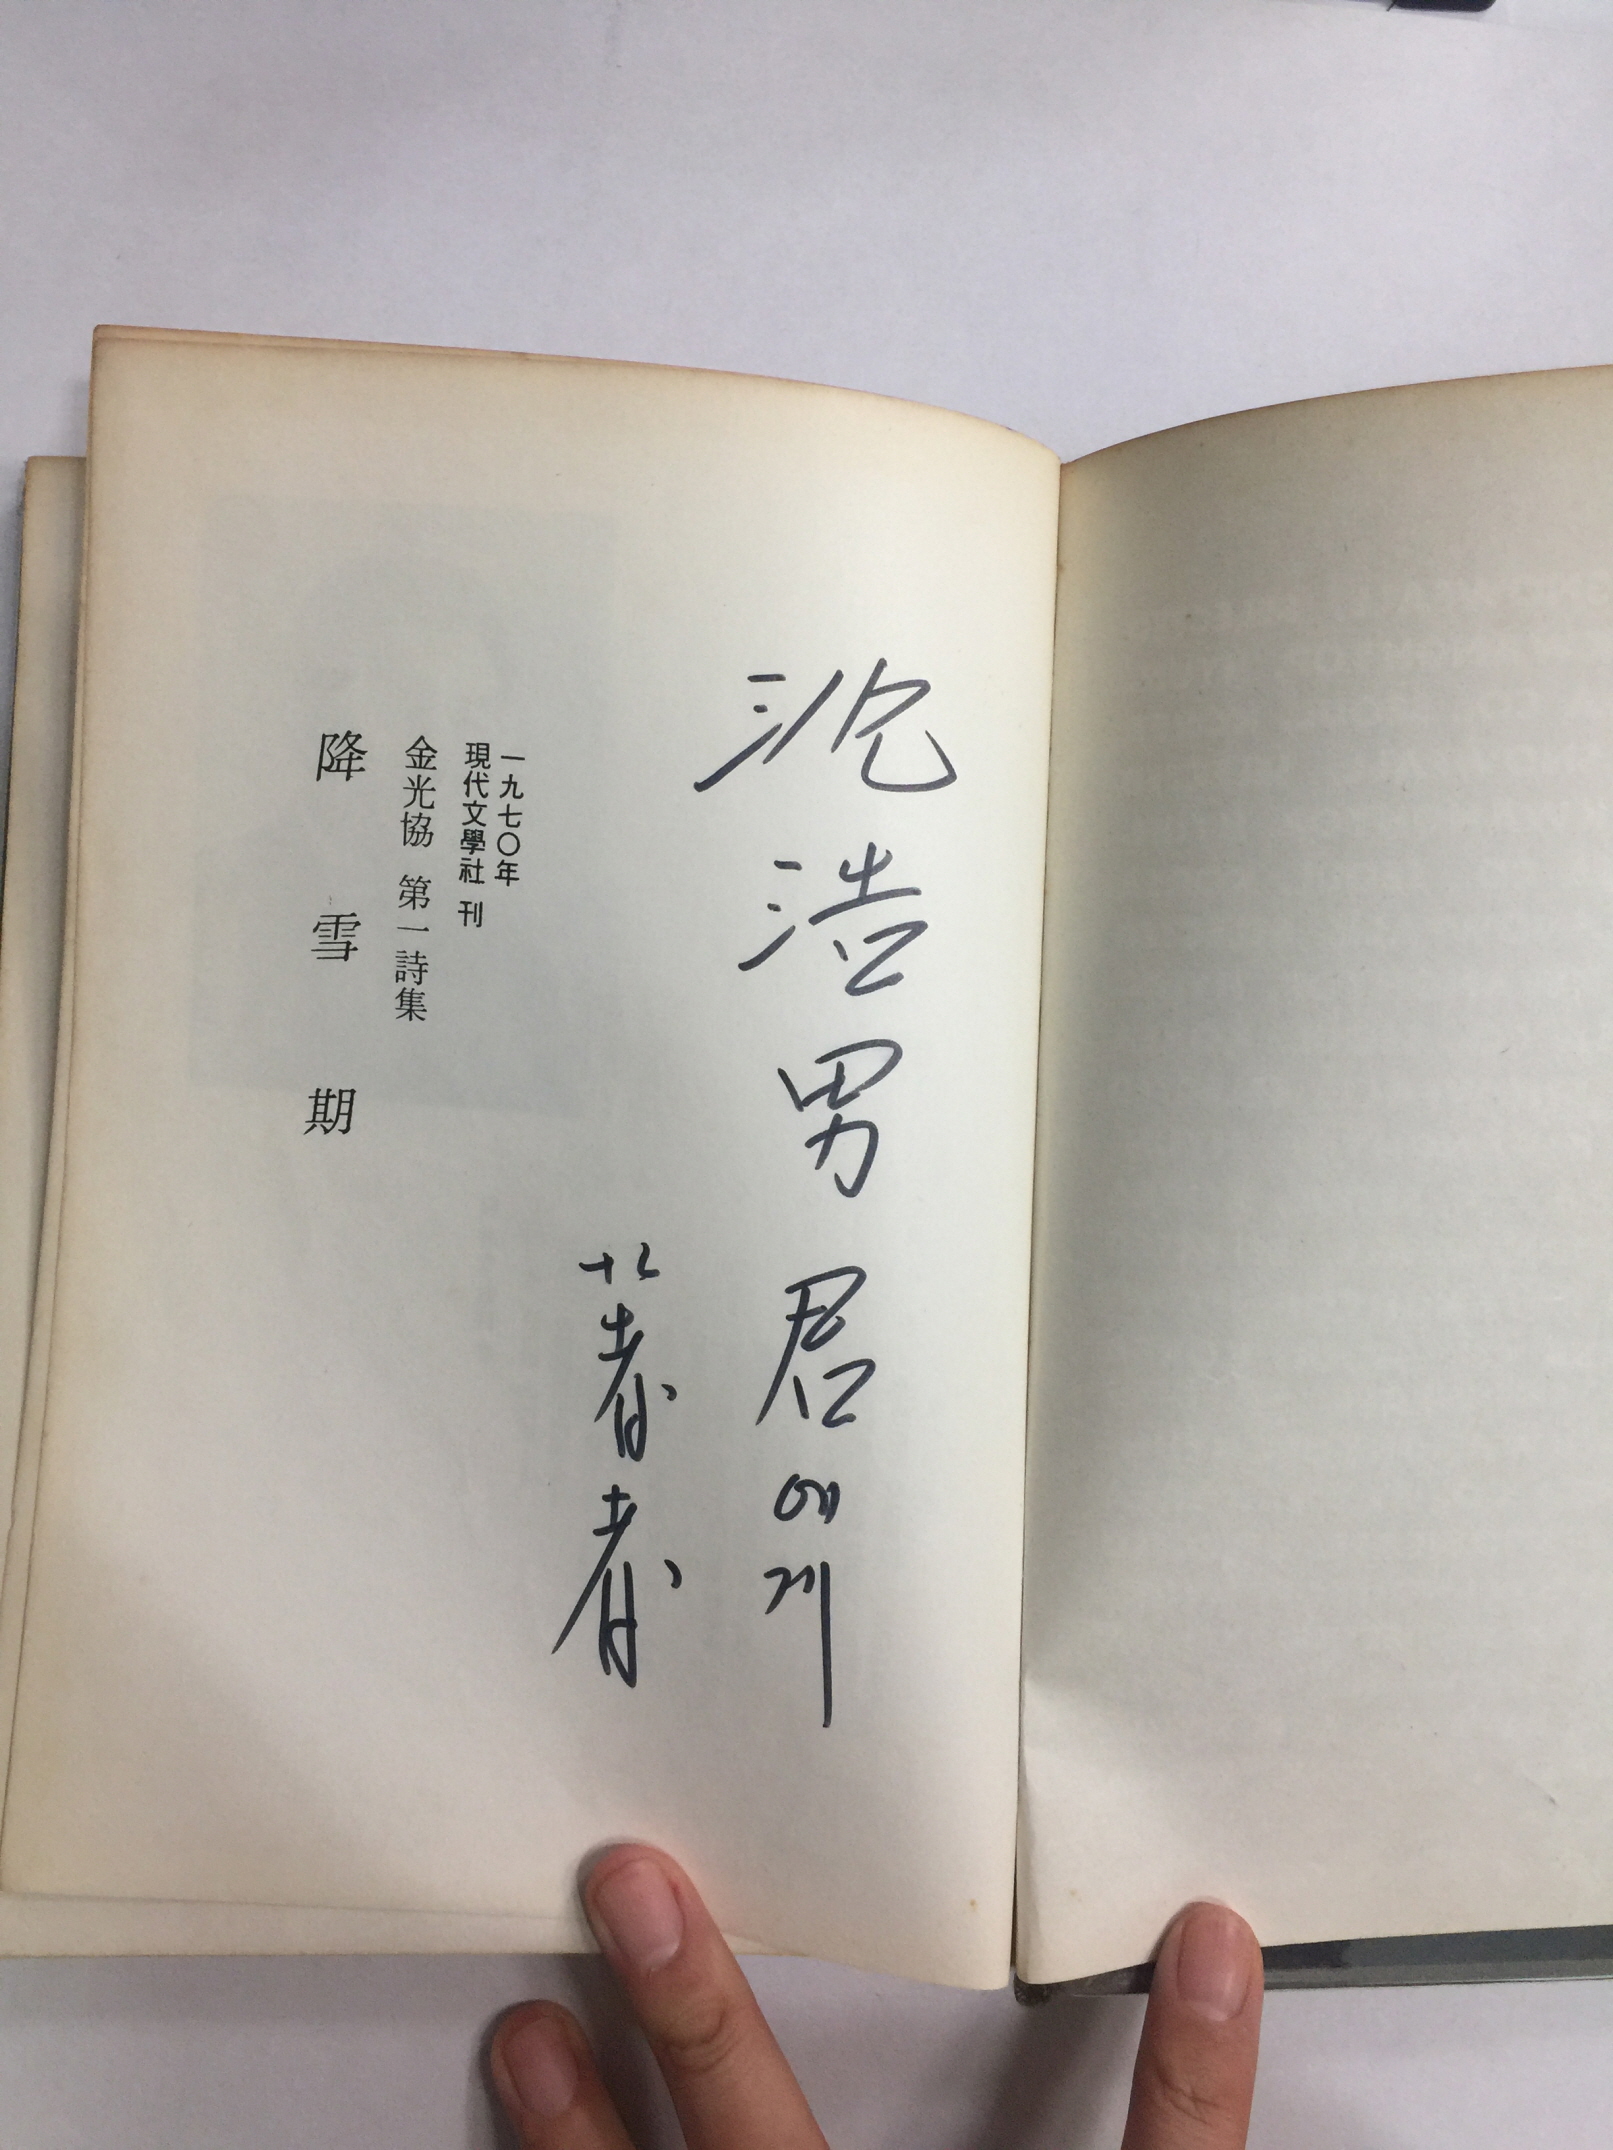 沈浩男君에게
著者
一九七〇年
現代文學社 刊
金光協 第一詩集
降雪期